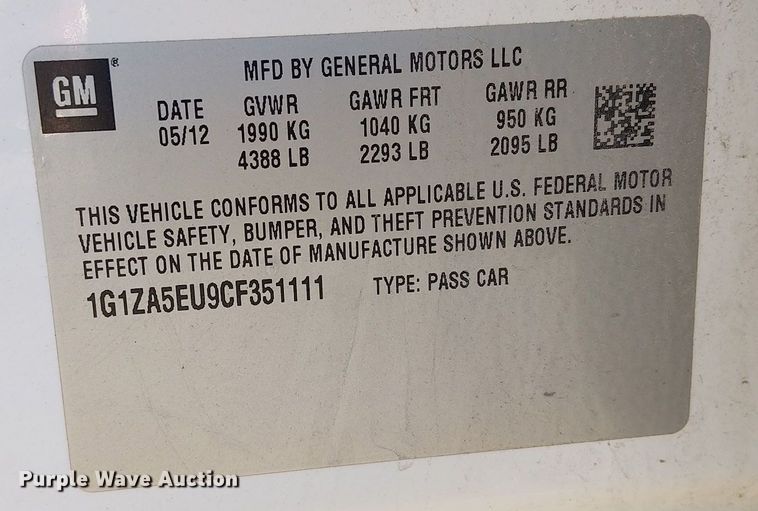 GM®
MFD BY GENERAL MOTORS LLC
DATE GVWR GAWR FRT GAWR RR
05/12 1990 KG 1040 KG 950 KG
4388 LB 2293 LB 2095 LB
THIS VEHICLE CONFORMS TO ALL APPLICABLE U.S. FEDERAL MOTOR
VEHICLE SAFETY, BUMPER, AND THEFT PREVENTION STANDARDS IN
EFFECT ON THE DATE OF MANUFACTURE SHOWN ABOVE.
1G1ZA5EU9CF351111 TYPE: PASS CAR
Purple Wave Auction